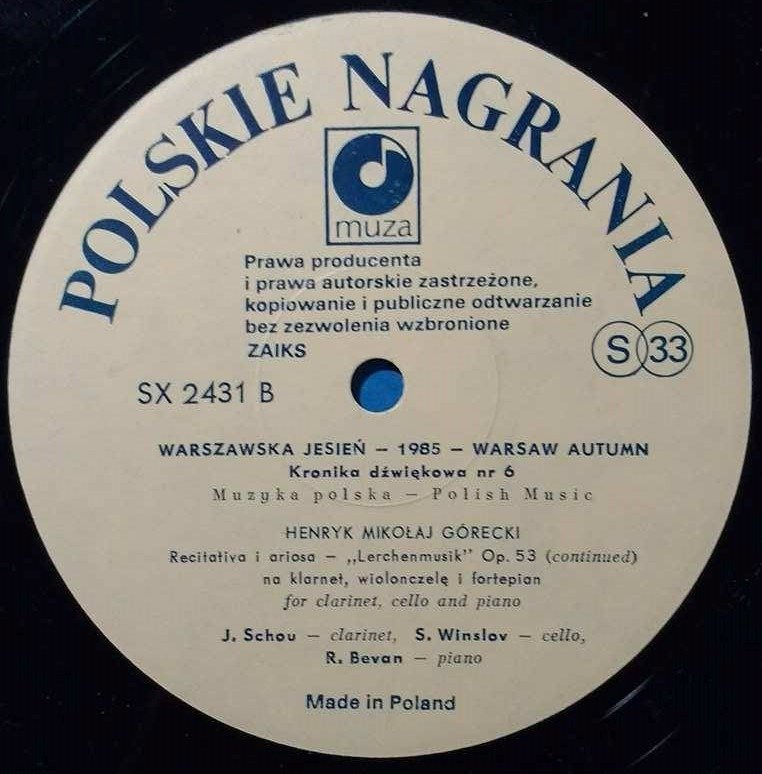 POLSKIE NAGRANIA
muza
Prawa producenta
i prawa autorskie zastrzeżone,
kopiowanie i publiczne odtwarzanie
bez zezwolenia wzbronione
ZAIKS
S 33
SX 2431 B
WARSZAWSKA JESIEŃ – 1985 – WARSAW AUTUMN
Kronika dźwiękowa nr 6
Muzyka polska – Polish Music
HENRYK MIKOŁAJ GÓRECKI
Recitativa i ariosa – „Lerchenmusik" Op. 53 (continued)
na klarnet, wiolonczelę i fortepian
for clarinet, cello and piano
J. Schou – clarinet, S. Winslov – cello,
R. Bevan – piano
Made in Poland